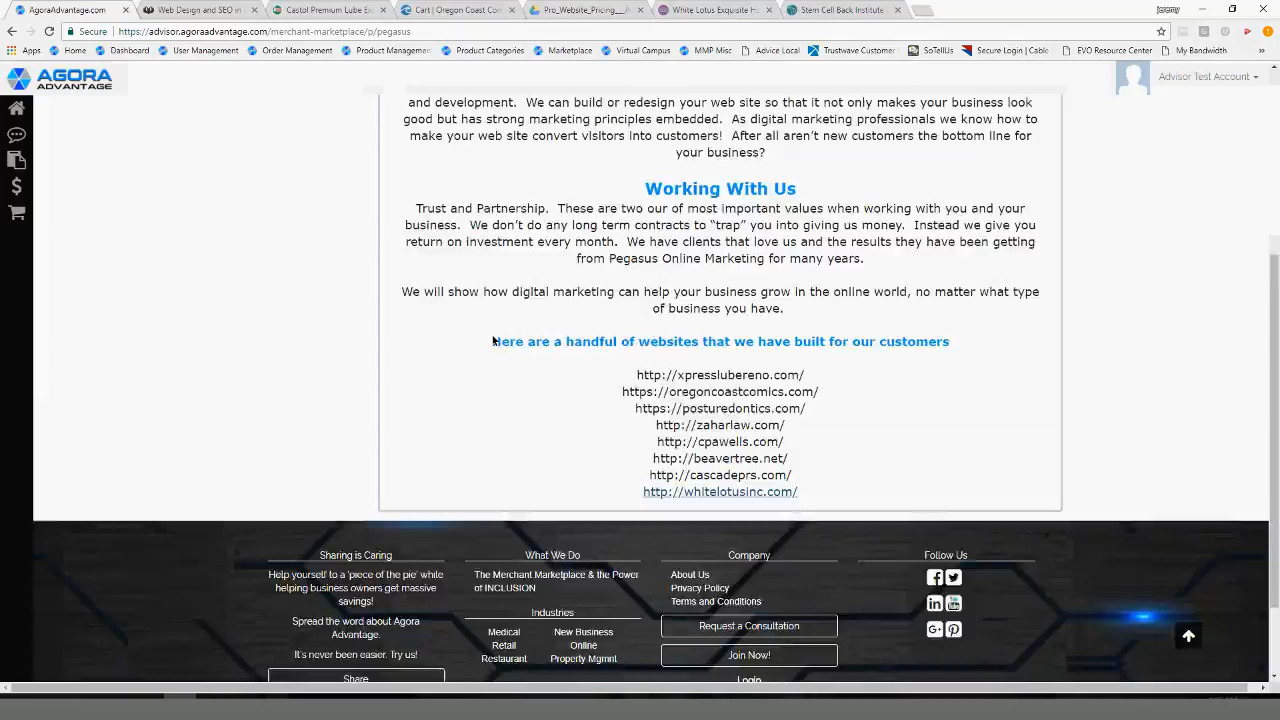 AgoraAdvantage.com
Web Design and SEO in
Castrol Premium Lube Ex
Cart | Oregon Coast Com
Pro_Website_Pricing__A
White Lotus Exquisite
Stem Cell Back Institute
Jeremy
Secure | https://advisor.agoraadvantage.com/merchant-marketplace/p/pegasus
Apps Home Dashboard User Management Order Management Product Categories Marketplace Virtual Campus MMP Misc Advice Local Trustwave Customer SoTellUs Secure Login | Cable EVO Resource Center My Bandwith
AGORA
ADVANTAGE
Advisor Test Account
and development. We can build or redesign your web site so that it not only makes your business look
good but has strong marketing principles embedded. As digital marketing professionals we know how to
make your web site convert visitors into customers! After all aren't new customers the bottom line for
your business?
Working With Us
Trust and Partnership. These are two our of most important values when working with you and your
business. We don't do any long term contracts to "trap" you into giving us money. Instead we give you
return on investment every month. We have clients that love us and the results they have been getting
from Pegasus Online Marketing for many years.
We will show how digital marketing can help your business grow in the online world, no matter what type
of business you have.
Here are a handful of websites that we have built for our customers
http://xpresslubereno.com/
https://oregoncoastcomics.com/
https://posturedontics.com/
http://zaharlaw.com/
http://cpawells.com/
http://beavertree.net/
http://cascadeprs.com/
http://whitelotusinc.com/
Sharing is Caring
Help yourself to a 'piece of the pie' while
helping business owners get massive
savings!
Spread the word about Agora
Advantage.
It's never been easier. Try us!
Share
What We Do
The Merchant Marketplace & the Power
of INCLUSION
Industries
Medical
Retail
Restaurant
New Business
Online
Property Mgmnt
Company
About Us
Privacy Policy
Terms and Conditions
Request a Consultation
Join Now!
Login
Follow Us